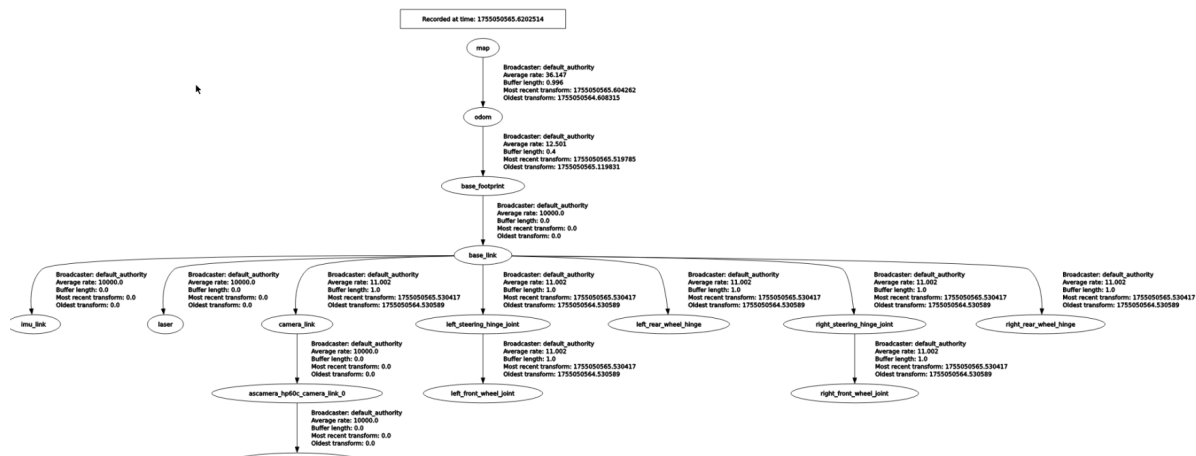 Recorded at time: 1755050565.6202514
map
Broadcaster: default_authority
Average rate: 36.147
Buffer length: 0.996
Most recent transform: 1755050565.604262
Oldest transform: 1755050564.608315
odom
Broadcaster: default_authority
Average rate: 12.501
Buffer length: 0.4
Most recent transform: 1755050565.519785
Oldest transform: 1755050565.119831
base_footprint
Broadcaster: default_authority
Average rate: 10000.0
Buffer length: 0.0
Most recent transform: 0.0
Oldest transform: 0.0
base_link
Broadcaster: default_authority
Average rate: 10000.0
Buffer length: 0.0
Most recent transform: 0.0
Oldest transform: 0.0
Broadcaster: default_authority
Average rate: 10000.0
Buffer length: 0.0
Most recent transform: 0.0
Oldest transform: 0.0
Broadcaster: default_authority
Average rate: 11.002
Buffer length: 1.0
Most recent transform: 1755050565.530417
Oldest transform: 1755050564.530589
Broadcaster: default_authority
Average rate: 11.002
Buffer length: 1.0
Most recent transform: 1755050565.530417
Oldest transform: 1755050564.530589
Broadcaster: default_authority
Average rate: 11.002
Buffer length: 1.0
Most recent transform: 1755050565.530417
Oldest transform: 1755050564.530589
Broadcaster: default_authority
Average rate: 11.002
Buffer length: 1.0
Most recent transform: 1755050565.530417
Oldest transform: 1755050564.530589
Broadcaster: default_authority
Average rate: 11.002
Buffer length: 1.0
Most recent transform: 1755050565.530417
Oldest transform: 1755050564.530589
imu_link
laser
camera_link
left_steering_hinge_joint
left_rear_wheel_hinge
right_steering_hinge_joint
right_rear_wheel_hinge
Broadcaster: default_authority
Average rate: 10000.0
Buffer length: 0.0
Most recent transform: 0.0
Oldest transform: 0.0
Broadcaster: default_authority
Average rate: 11.002
Buffer length: 1.0
Most recent transform: 1755050565.530417
Oldest transform: 1755050564.530589
Broadcaster: default_authority
Average rate: 11.002
Buffer length: 1.0
Most recent transform: 1755050565.530417
Oldest transform: 1755050564.530589
ascamera_hp60c_camera_link_0
left_front_wheel_joint
right_front_wheel_joint
Broadcaster: default_authority
Average rate: 10000.0
Buffer length: 0.0
Most recent transform: 0.0
Oldest transform: 0.0